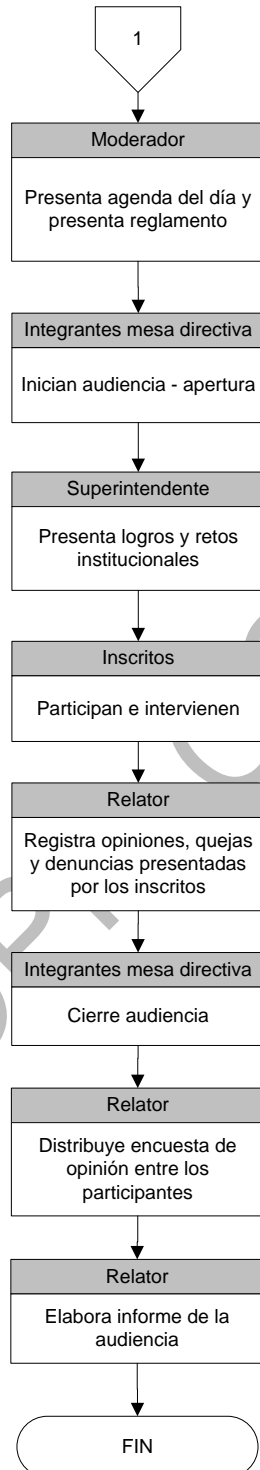 1
Moderador
Presenta agenda del día y
presenta reglamento
Integrantes mesa directiva
Inician audiencia - apertura
Superintendente
Presenta logros y retos
institucionales
Inscritos
Participan e intervienen
Relator
Registra opiniones, quejas
y denuncias presentadas
por los inscritos
Integrantes mesa directiva
Cierre audiencia
Relator
Distribuye encuesta de
opinión entre los
participantes
Relator
Elabora informe de la
audiencia
FIN